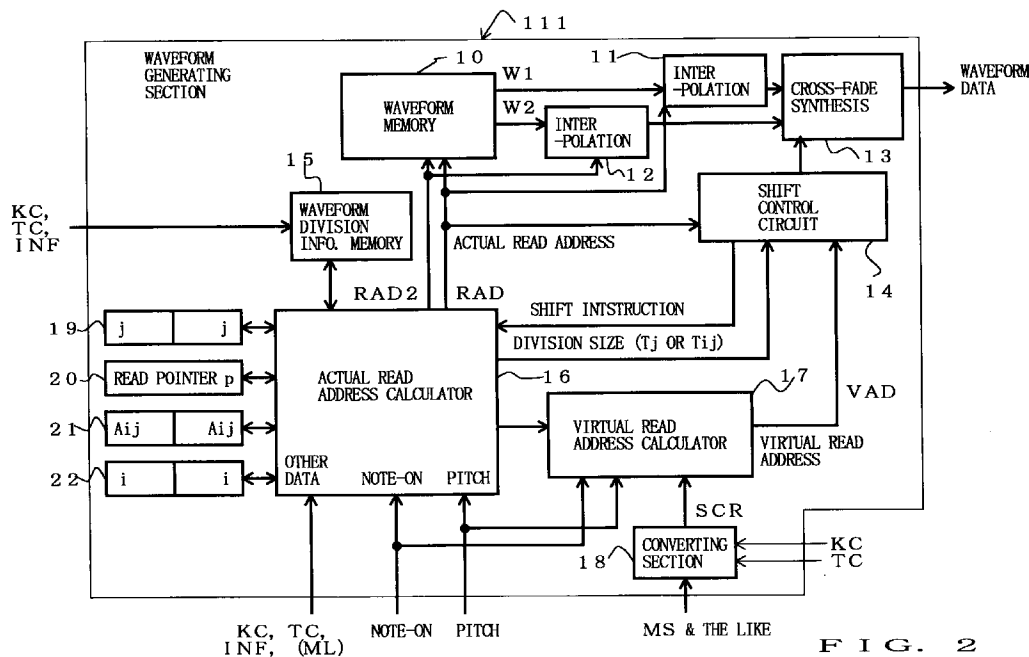 111
WAVEFORM
GENERATING
SECTION
10
WAVEFORM
MEMORY
W1
W2
11
INTER
-POLATION
INTER
-POLATION
12
CROSS-FADE
SYNTHESIS
13
WAVEFORM
DATA
15
WAVEFORM
DIVISION
INFO. MEMORY
KC,
TC,
INF
ACTUAL READ ADDRESS
SHIFT
CONTROL
CIRCUIT
14
RAD2
RAD
SHIFT INTSTRUCTION
DIVISION SIZE (Tj OR Tij)
19
j
j
20
READ POINTER p
21
Aij
Aij
22
i
i
ACTUAL READ
ADDRESS CALCULATOR
16
OTHER
DATA
NOTE-ON
PITCH
17
VIRTUAL READ
ADDRESS CALCULATOR
VAD
VIRTUAL READ
ADDRESS
SCR
18
CONVERTING
SECTION
KC
TC
KC, TC,
INF, (ML)
NOTE-ON
PITCH
MS & THE LIKE
FIG. 2